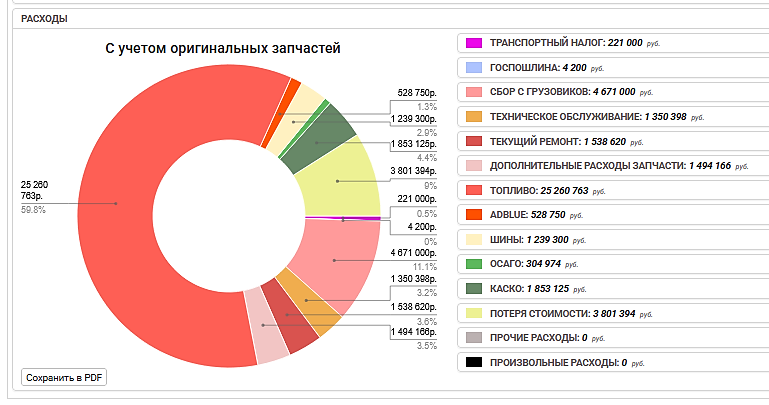 РАСХОДЫ
С учетом оригинальных запчастей
528 750р.
1.3%
1 239 300р.
2.9%
1 853 125р.
4.4%
3 801 394р.
9%
221 000р.
0.5%
4 200р.
0%
4 671 000р.
11.1%
1 350 398р.
3.2%
1 538 620р.
3.6%
1 494 166р.
3.5%
25 260
763р.
59.8%
ТРАНСПОРТНЫЙ НАЛОГ: 221 000 руб.
ГОСПОШЛИНА: 4 200 руб.
СБОР С ГРУЗОВИКОВ: 4 671 000 руб.
ТЕХНИЧЕСКОЕ ОБСЛУЖИВАНИЕ: 1 350 398 руб.
ТЕКУЩИЙ РЕМОНТ: 1 538 620 руб.
ДОПОЛНИТЕЛЬНЫЕ РАСХОДЫ ЗАПЧАСТИ: 1 494 166 руб.
ТОПЛИВО: 25 260 763 руб.
ADBLUE: 528 750 руб.
ШИНЫ: 1 239 300 руб.
ОСАГО: 304 974 руб.
КАСКО: 1 853 125 руб.
ПОТЕРЯ СТОИМОСТИ: 3 801 394 руб.
ПРОЧИЕ РАСХОДЫ: 0 руб.
ПРОИЗВОЛЬНЫЕ РАСХОДЫ: 0 руб.
Сохранить в PDF